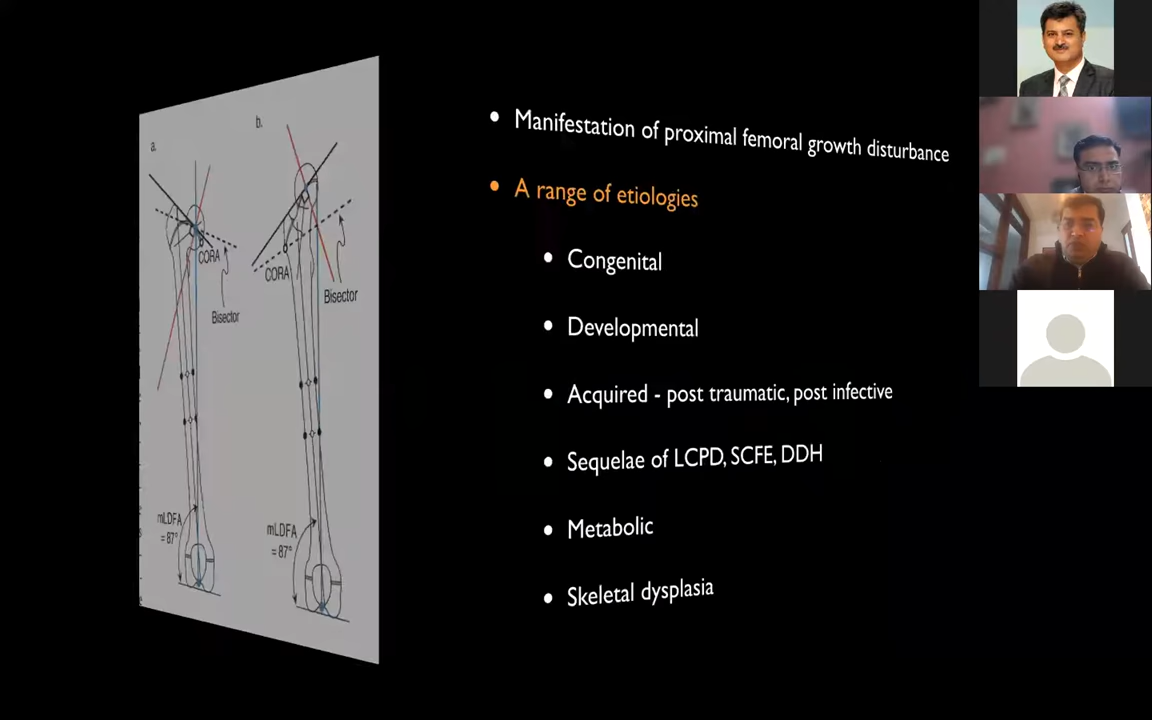 a.
b.
CORA
Bisector
CORA
Bisector
mLDFA
= 87°
mLDFA
= 87°
• Manifestation of proximal femoral growth disturbance
• A range of etiologies
• Congenital
• Developmental
• Acquired - post traumatic, post infective
• Sequelae of LCPD, SCFE, DDH
• Metabolic
• Skeletal dysplasia